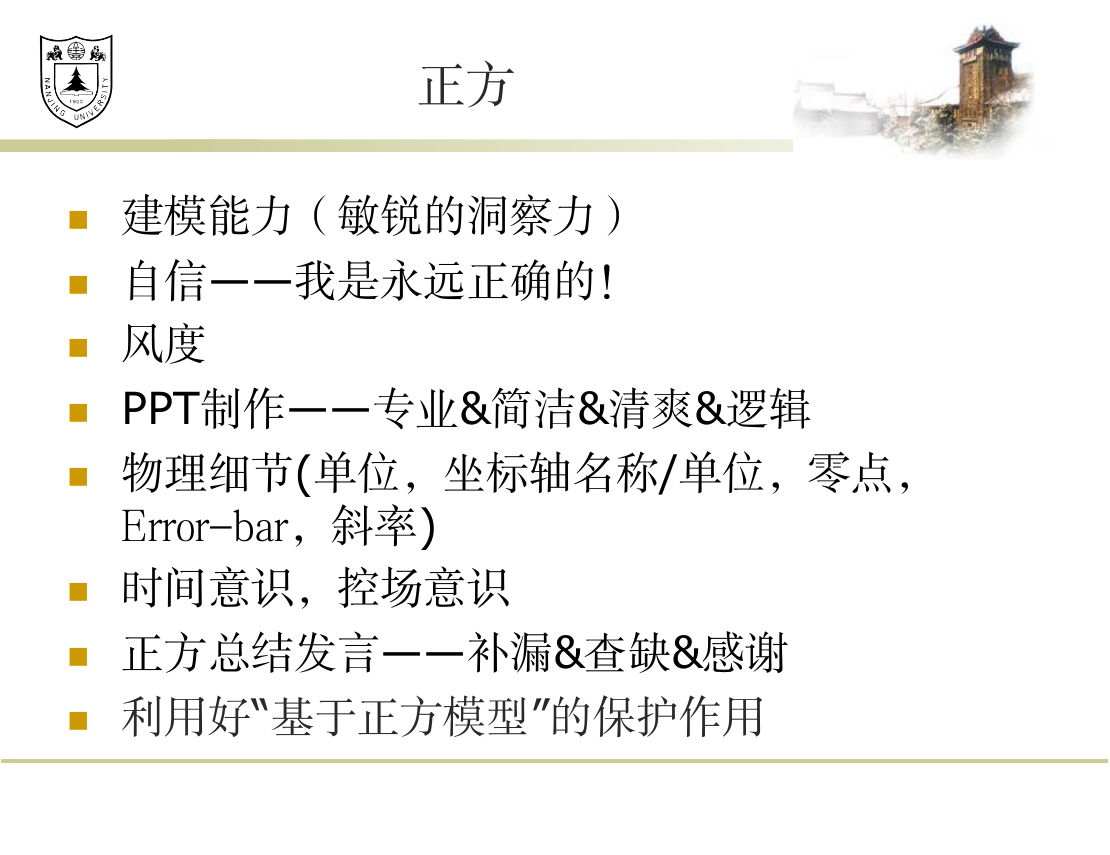 正方
NANJING UNIVERSITY
1902
建模能力（敏锐的洞察力）
自信——我是永远正确的！
风度
PPT制作——专业&简洁&清爽&逻辑
物理细节(单位，坐标轴名称/单位，零点，
Error-bar，斜率)
时间意识，控场意识
正方总结发言——补漏&查缺&感谢
利用好“基于正方模型”的保护作用